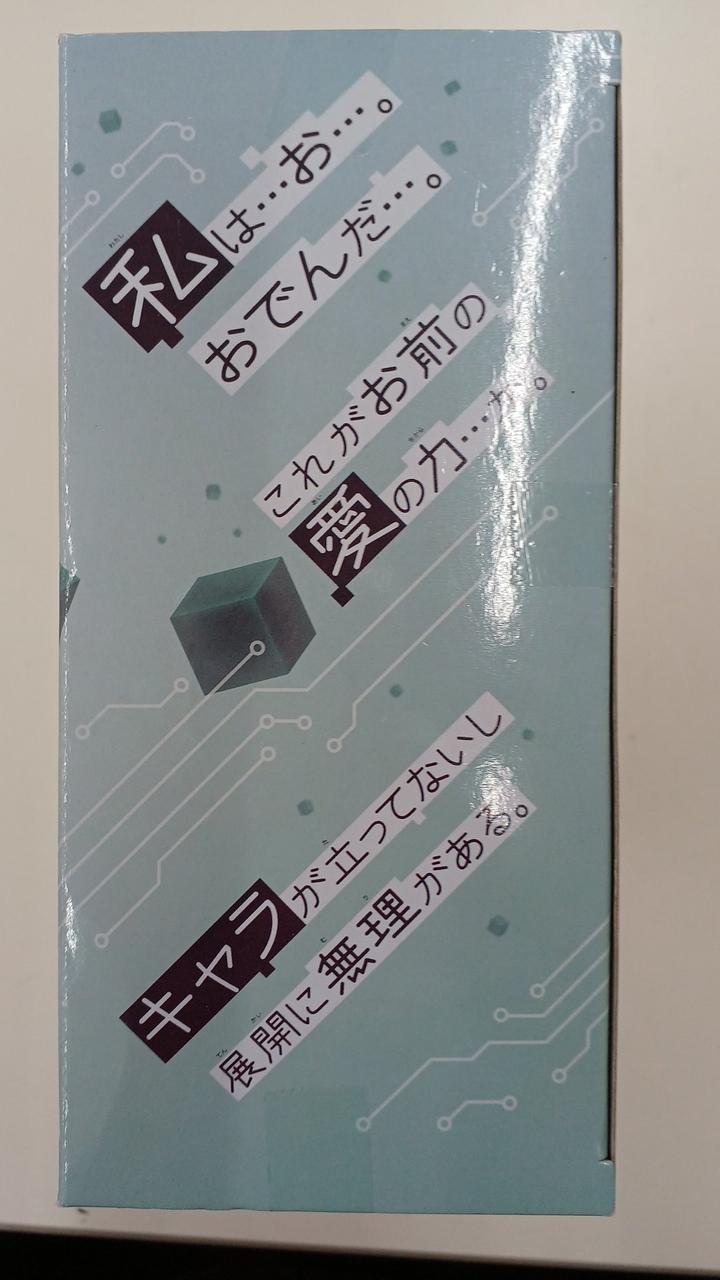 私は…お…。
おでんだ…。
これがお前の
愛の力…か。
キャラが立ってないし
展開に無理がある。